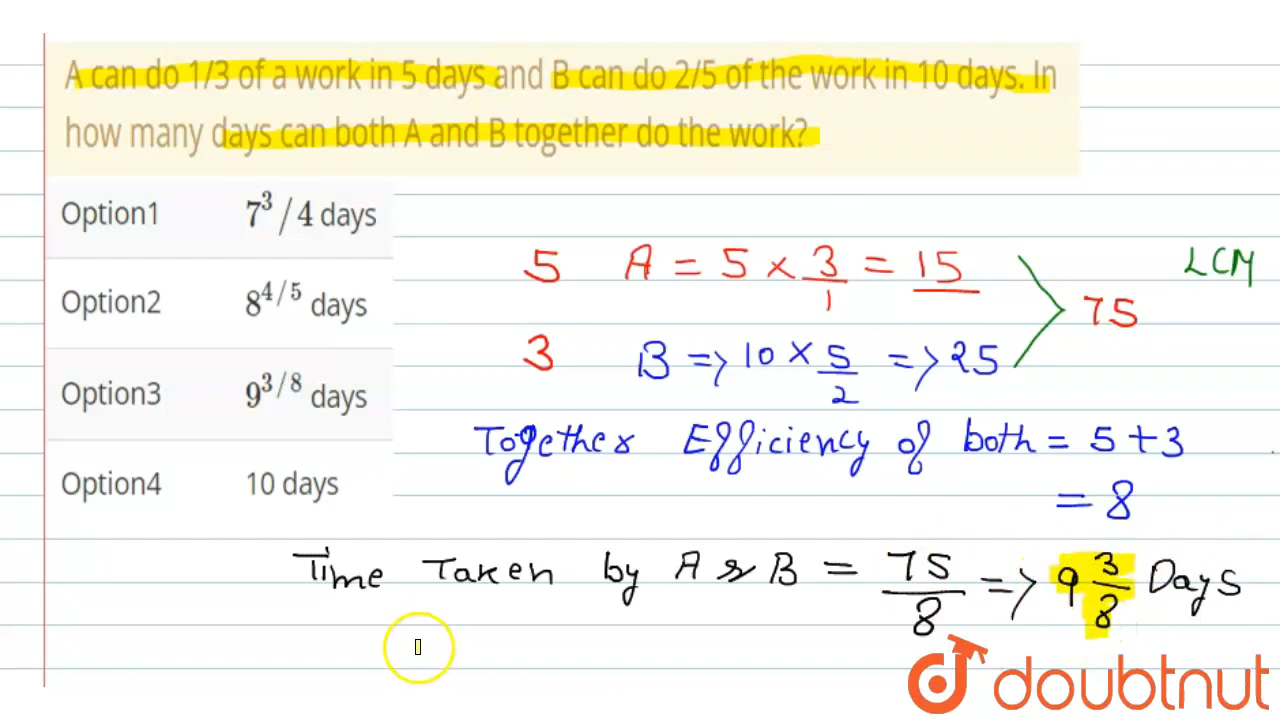 A can do 1/3 of a work in 5 days and B can do 2/5 of the work in 10 days. In
how many days can both A and B together do the work?
Option1 7^3/4 days
Option2 8^{4/5} days
Option3 9^{3/8} days
Option4 10 days
5 A = 5 × 3/1 = 15
LCM
75
3 B => 10 × 5/2 => 25
Together Efficiency of both = 5+3
= 8
Time Taken by A & B = 75/8 => 9 3/8 Days
doubtnut